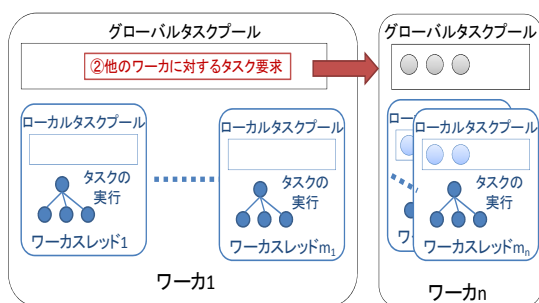 グローバルタスクプール
②他のワーカに対するタスク要求
ローカルタスクプール
タスクの
実行
ワーカスレッド1
ローカルタスクプール
タスクの
実行
ワーカスレッドm1
ワーカ1
グローバルタスクプール
ローカ
ワー
ローカルタスクプール
タスクの
実行
ワーカスレッドmn
ワーカn